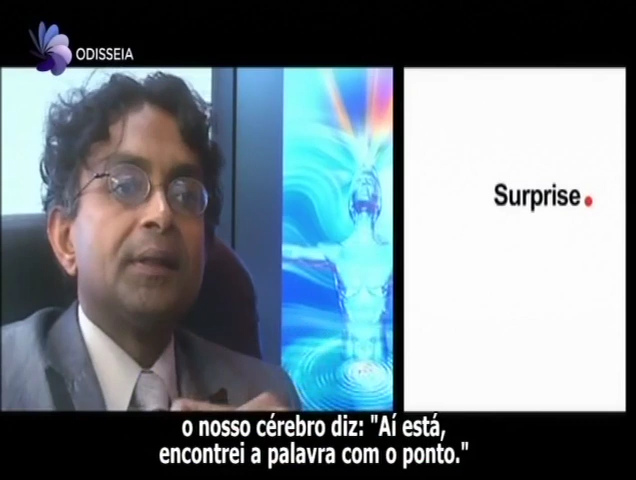 ODISSEIA
Surprise.
o nosso cérebro diz: "Aí está,
encontrei a palavra com o ponto."